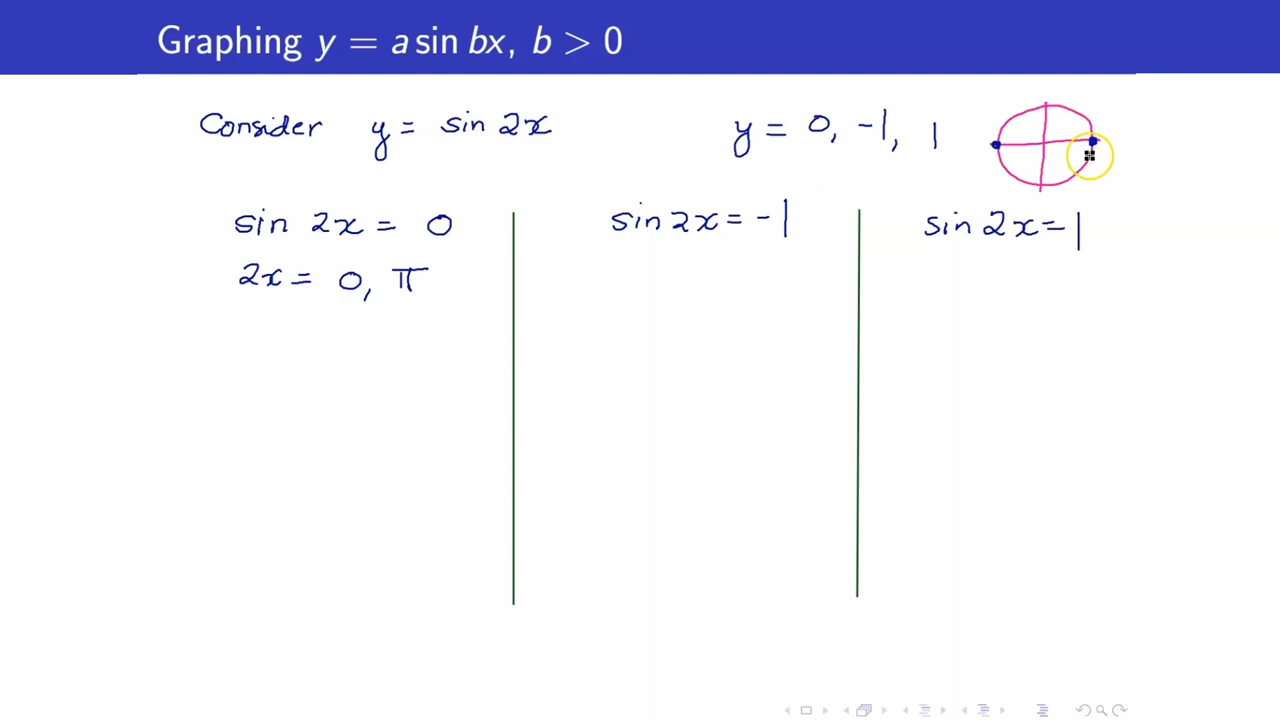 Graphing y = a sin bx, b > 0
Consider y = sin 2x
y = 0, -1, 1
sin 2x = 0
2x = 0, π
sin 2x = -1
sin 2x = 1